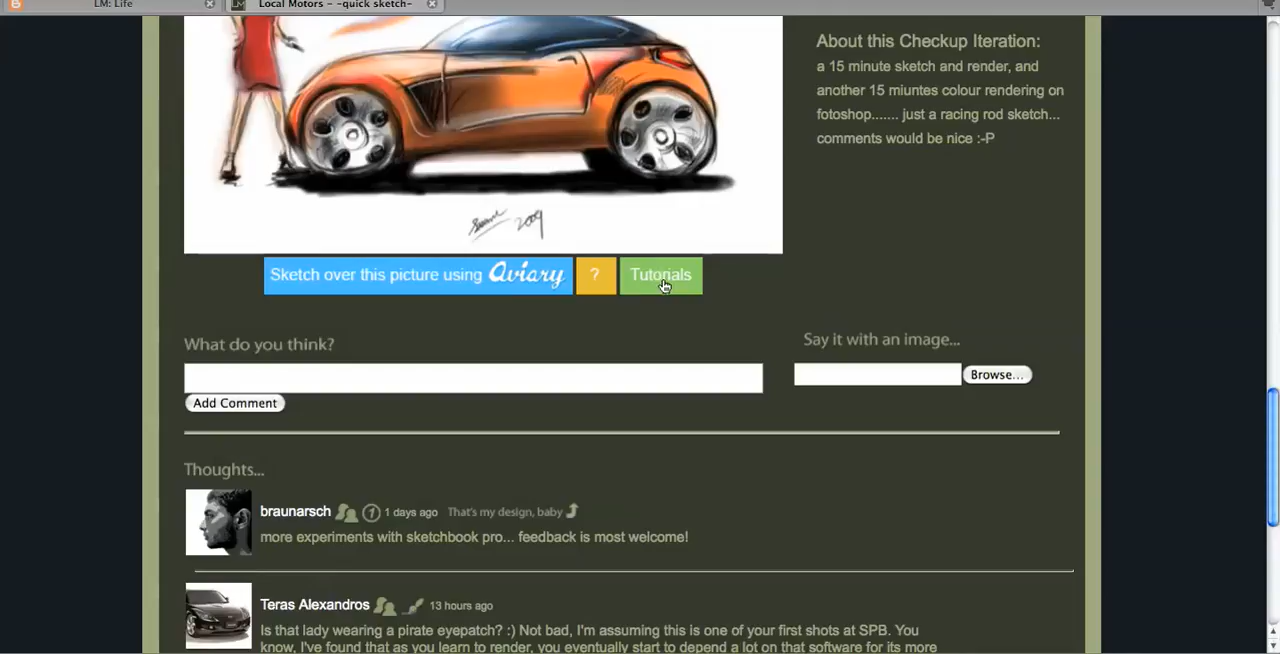 LM: Life
Local Motors - -quick sketch-
About this Checkup Iteration:
a 15 minute sketch and render, and
another 15 miuntes colour rendering on
fotoshop....... just a racing rod sketch...
comments would be nice :-P
2009
Sketch over this picture using Aviary
?
Tutorials
What do you think?
Say it with an image...
Browse...
Add Comment
Thoughts...
braunarsch 1 days ago That's my design, baby
more experiments with sketchbook pro... feedback is most welcome!
Teras Alexandros 13 hours ago
Is that lady wearing a pirate eyepatch? :) Not bad, I'm assuming this is one of your first shots at SPB. You
know, I've found that as you learn to render, you eventually start to depend a lot on that software for its more